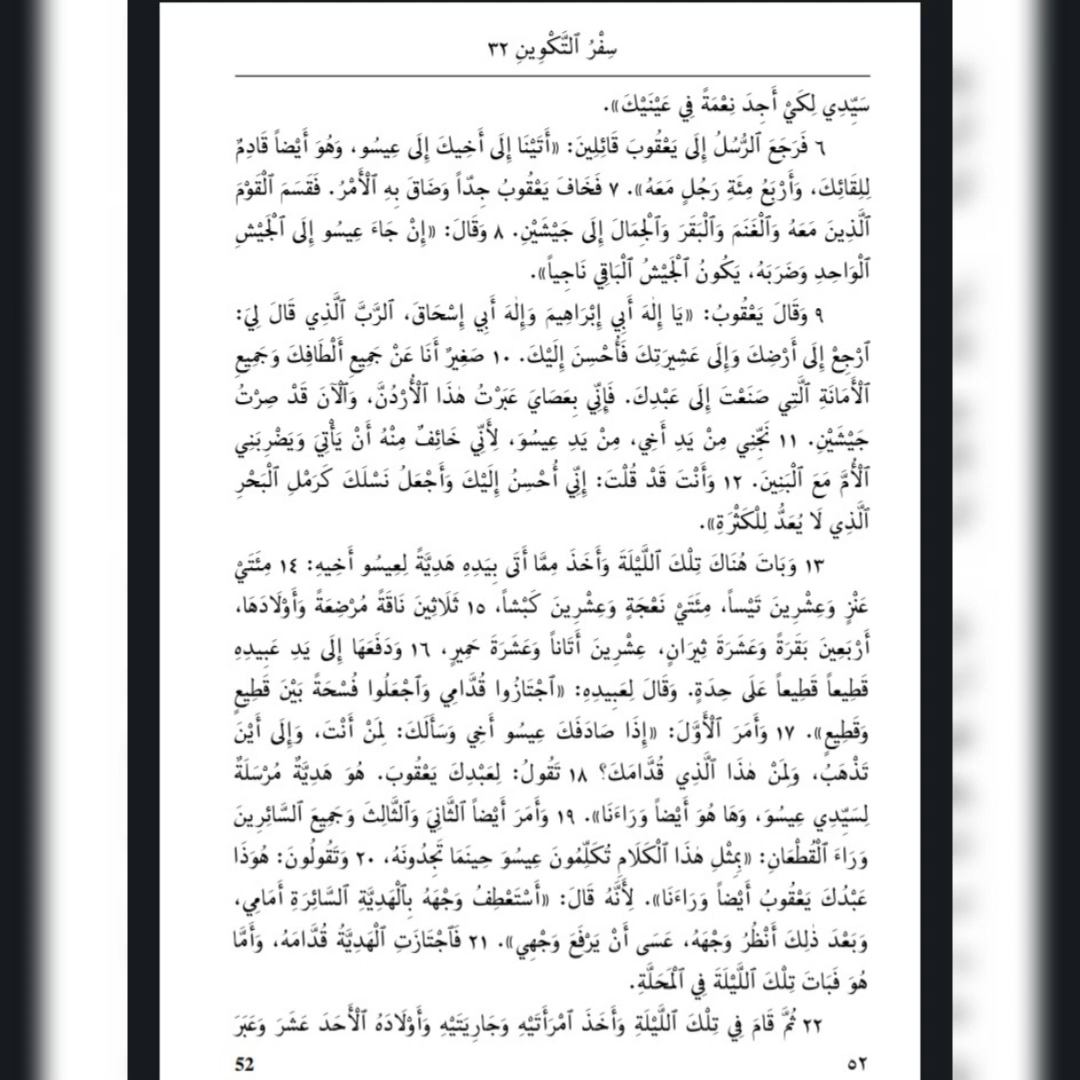 سِفْرُ ٱلتَّكْوِينِ ٣٢
سَيِّدِي لِكَيْ أَجِدَ نِعْمَةً فِي عَيْنَيْكَ».
٦ فَرَجَعَ ٱلرُّسُلُ إِلَى يَعْقُوبَ قَائِلِينَ: «أَتَيْنَا إِلَى أَخِيكَ إِلَى عِيسُو، وَهُوَ أَيْضاً قَادِمٌ
لِلِقَائِكَ، وَأَرْبَعُ مِئَةِ رَجُلٍ مَعَهُ». ٧ فَخَافَ يَعْقُوبُ جِدّاً وَضَاقَ بِهِ ٱلْأَمْرُ. فَقَسَمَ ٱلْقَوْمَ
ٱلَّذِينَ مَعَهُ وَٱلْغَنَمَ وَٱلْبَقَرَ وَٱلْجِمَالَ إِلَى جَيْشَيْنِ. ٨ وَقَالَ: «إِنْ جَاءَ عِيسُو إِلَى ٱلْجَيْشِ
ٱلْوَاحِدِ وَضَرَبَهُ، يَكُونُ ٱلْجَيْشُ ٱلْبَاقِي نَاجِياً».
٩ وَقَالَ يَعْقُوبُ: «يَا إِلٰهَ أَبِي إِبْرَاهِيمَ وَإِلٰهَ أَبِي إِسْحَاقَ، ٱلرَّبَّ ٱلَّذِي قَالَ لِيَ:
ٱرْجِعْ إِلَى أَرْضِكَ وَإِلَى عَشِيرَتِكَ فَأُحْسِنَ إِلَيْكَ. ١٠ صَغِيرٌ أَنَا عَنْ جَمِيعِ أَلْطَافِكَ وَجَمِيعِ
ٱلْأَمَانَةِ ٱلَّتِي صَنَعْتَ إِلَى عَبْدِكَ. فَإِنِّي بِعَصَايَ عَبَرْتُ هٰذَا ٱلْأُرْدُنَّ، وَٱلْآنَ قَدْ صِرْتُ
جَيْشَيْنِ. ١١ نَجِّنِي مِنْ يَدِ أَخِي، مِنْ يَدِ عِيسُوَ، لِأَنِّي خَائِفٌ مِنْهُ أَنْ يَأْتِيَ وَيَضْرِبَنِي
ٱلْأُمَّ مَعَ ٱلْبَنِينَ. ١٢ وَأَنْتَ قَدْ قُلْتَ: إِنِّي أُحْسِنُ إِلَيْكَ وَأَجْعَلُ نَسْلَكَ كَرَمْلِ ٱلْبَحْرِ
ٱلَّذِي لَا يُعَدُّ لِلْكَثْرَةِ».
١٣ وَبَاتَ هُنَاكَ تِلْكَ ٱللَّيْلَةَ وَأَخَذَ مِمَّا أَتَى بِيَدِهِ هَدِيَّةً لِعِيسُو أَخِيهِ: ١٤ مِئَتَيْ
عَنْزٍ وَعِشْرِينَ تَيْساً، مِئَتَيْ نَعْجَةٍ وَعِشْرِينَ كَبْشاً، ١٥ ثَلَاثِينَ نَاقَةً مُرْضِعَةً وَأَوْلَادَهَا،
أَرْبَعِينَ بَقَرَةً وَعَشَرَةَ ثِيرَانٍ، عِشْرِينَ أَتَاناً وَعَشَرَةَ حَمِيرٍ، ١٦ وَدَفَعَهَا إِلَى يَدِ عَبِيدِهِ
قَطِيعاً قَطِيعاً عَلَى حِدَةٍ. وَقَالَ لِعَبِيدِهِ: «ٱجْتَازُوا قُدَّامِي وَٱجْعَلُوا فُسْحَةً بَيْنَ قَطِيعٍ
وَقَطِيعٍ». ١٧ وَأَمَرَ ٱلْأَوَّلَ: «إِذَا صَادَفَكَ عِيسُو أَخِي وَسَأَلَكَ: لِمَنْ أَنْتَ، وَإِلَى أَيْنَ
تَذْهَبُ، وَلِمَنْ هٰذَا ٱلَّذِي قُدَّامَكَ؟ ١٨ تَقُولُ: لِعَبْدِكَ يَعْقُوبَ. هُوَ هَدِيَّةٌ مُرْسَلَةٌ
لِسَيِّدِي عِيسُوَ، وَهَا هُوَ أَيْضاً وَرَاءَنَا». ١٩ وَأَمَرَ أَيْضاً ٱلثَّانِيَ وَٱلثَّالِثَ وَجَمِيعَ ٱلسَّائِرِينَ
وَرَاءَ ٱلْقُطْعَانِ: «بِمِثْلِ هٰذَا ٱلْكَلَامِ تُكَلِّمُونَ عِيسُوَ حِينَمَا تَجِدُونَهُ، ٢٠ وَتَقُولُونَ: هُوَذَا
عَبْدُكَ يَعْقُوبُ أَيْضاً وَرَاءَنَا». لِأَنَّهُ قَالَ: «أَسْتَعْطِفُ وَجْهَهُ بِٱلْهَدِيَّةِ ٱلسَّائِرَةِ أَمَامِي،
وَبَعْدَ ذٰلِكَ أَنْظُرُ وَجْهَهُ، عَسَى أَنْ يَرْفَعَ وَجْهِي». ٢١ فَٱجْتَازَتِ ٱلْهَدِيَّةُ قُدَّامَهُ، وَأَمَّا
هُوَ فَبَاتَ تِلْكَ ٱللَّيْلَةَ فِي ٱلْمَحَلَّةِ.
٢٢ ثُمَّ قَامَ فِي تِلْكَ ٱللَّيْلَةِ وَأَخَذَ ٱمْرَأَتَيْهِ وَجَارِيَتَيْهِ وَأَوْلَادَهُ ٱلْأَحَدَ عَشَرَ وَعَبَرَ
٥٢ 52